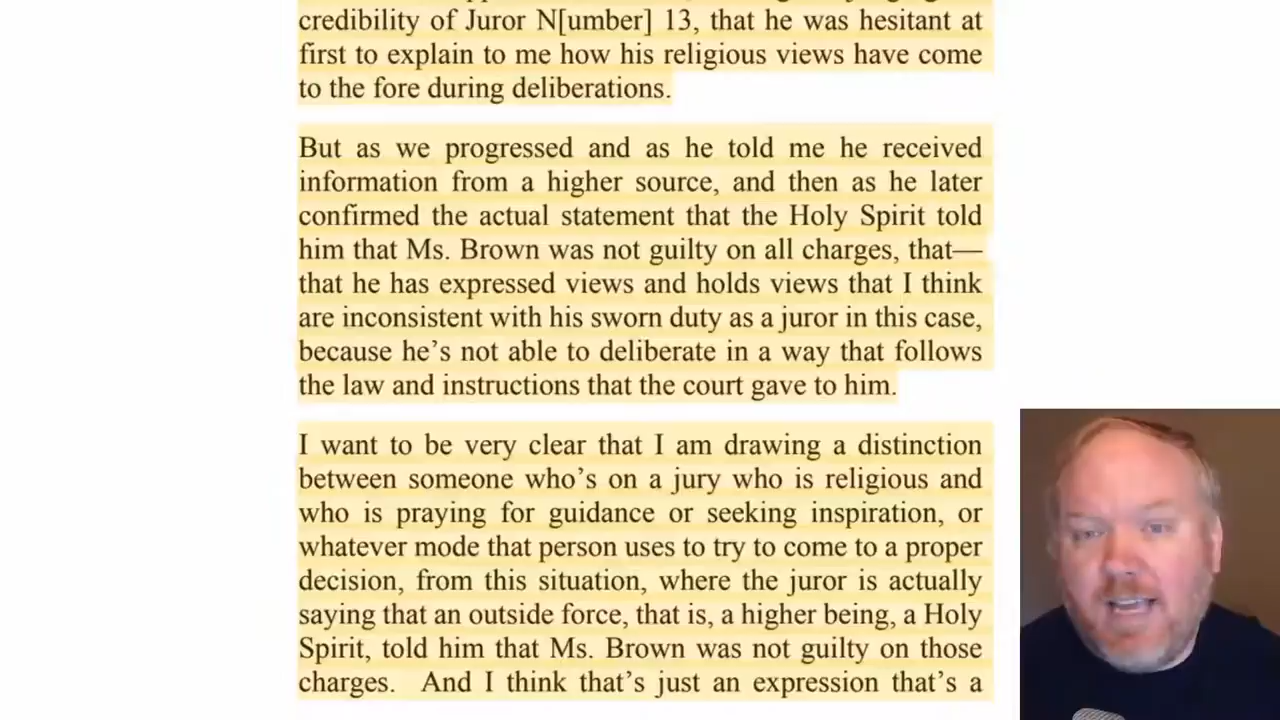 credibility of Juror N[umber] 13, that he was hesitant at
first to explain to me how his religious views have come
to the fore during deliberations.
But as we progressed and as he told me he received
information from a higher source, and then as he later
confirmed the actual statement that the Holy Spirit told
him that Ms. Brown was not guilty on all charges, that—
that he has expressed views and holds views that I think
are inconsistent with his sworn duty as a juror in this case,
because he’s not able to deliberate in a way that follows
the law and instructions that the court gave to him.
I want to be very clear that I am drawing a distinction
between someone who’s on a jury who is religious and
who is praying for guidance or seeking inspiration, or
whatever mode that person uses to try to come to a proper
decision, from this situation, where the juror is actually
saying that an outside force, that is, a higher being, a Holy
Spirit, told him that Ms. Brown was not guilty on those
charges. And I think that’s just an expression that’s a